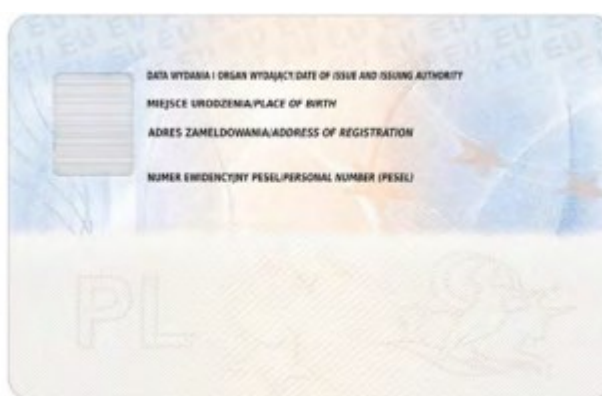 DATA WYDANIA I ORGAN WYDAJĄCY/DATE OF ISSUE AND ISSUING AUTHORITY
MIEJSCE URODZENIA/PLACE OF BIRTH
ADRES ZAMELDOWANIA/ADDRESS OF REGISTRATION
NUMER EWIDENCYJNY PESEL/PERSONAL NUMBER (PESEL)
PL